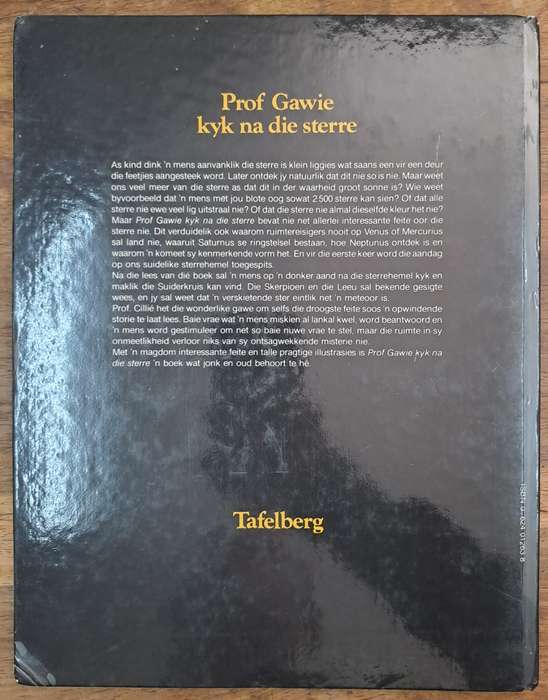 Prof Gawie
kyk na die sterre
As kind dink 'n mens aanvanklik die sterre is klein liggies wat saans een vir een deur
die feetjies aangesteek word. Later ontdek jy natuurlik dat dit nie so is nie. Maar weet
ons veel meer van die sterre as dat dit in der waarheid groot sonne is? Wie weet
byvoorbeeld dat 'n mens met jou blote oog sowat 2500 sterre kan sien? Of dat alle
sterre nie ewe veel lig uitstraal nie? Of dat die sterre nie almal dieselfde kleur het nie?
Maar Prof Gawie kyk na die sterre bevat nie net allerlei interessante feite oor die
sterre nie. Dit verduidelik ook waarom ruimtereisigers nooit op Venus of Mercurius
sal land nie, waaruit Saturnus se ringstelsel bestaan, hoe Neptunus ontdek is en
waarom 'n komeet sy kenmerkende vorm het. En vir die eerste keer word die aandag
op ons suidelike sterrehemel toegespits.
Na die lees van dié boek sal 'n mens op 'n donker aand na die sterrehemel kyk en
maklik die Suiderkruis kan vind. Die Skerpioen en die Leeu sal bekende gesigte
wees, en jy sal weet dat 'n verskietende ster eintlik net 'n meteoor is.
Prof. Cillié het die wonderlike gawe om selfs die droogste feite soos 'n opwindende
storie te laat lees. Baie vrae wat 'n mens miskien al lankal kwel, word beantwoord en
'n mens word gestimuleer om net so baie nuwe vrae te stel, maar die ruimte in sy
onmeetlikheid verloor niks van sy ontsagwekkende misterie nie.
Met 'n magdom interessante feite en talle pragtige illustrasies is Prof Gawie kyk na
die sterre 'n boek wat jonk en oud behoort te hê.
Tafelberg
ISBN 0 624 01263 8